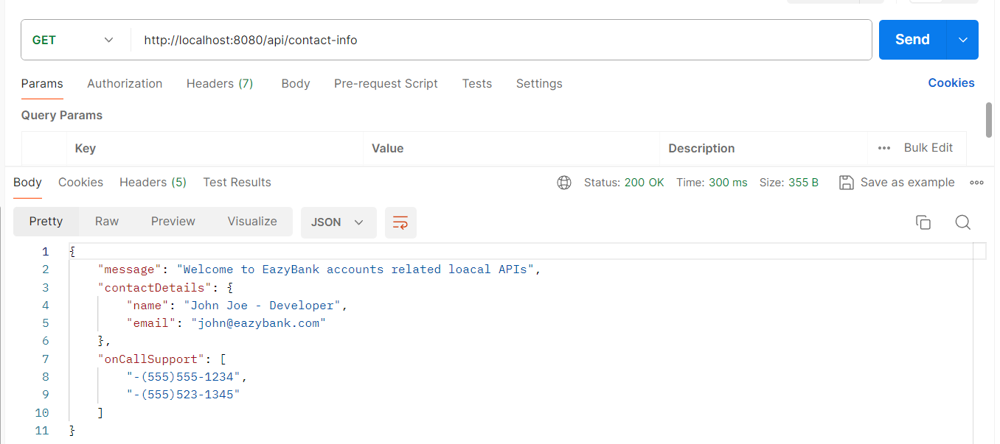 GET http://localhost:8080/api/contact-info Send
Params Authorization Headers (7) Body Pre-request Script Tests Settings Cookies
Query Params
Key Value Description ••• Bulk Edit
Body Cookies Headers (5) Test Results Status: 200 OK Time: 300 ms Size: 355 B Save as example
Pretty Raw Preview Visualize JSON
1 {
2 "message": "Welcome to EazyBank accounts related loacal APIs",
3 "contactDetails": {
4 "name": "John Joe - Developer",
5 "email": "john@eazybank.com"
6 },
7 "onCallSupport": [
8 "-(555)555-1234",
9 "-(555)523-1345"
10 ]
11 }